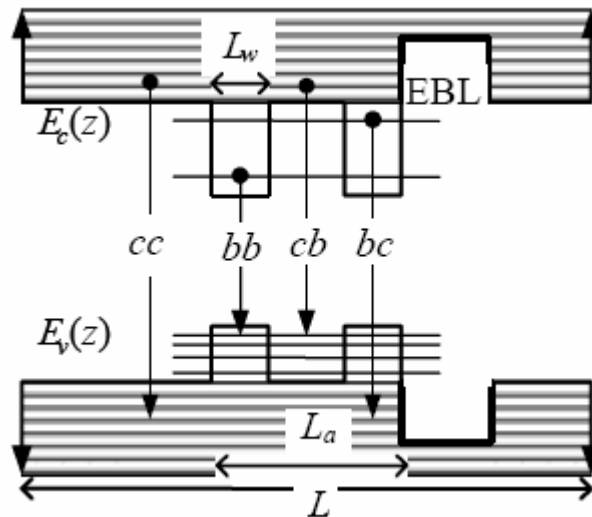 L_w
EBL
E_c(z)
cc bb cb bc
E_v(z)
L_a
L